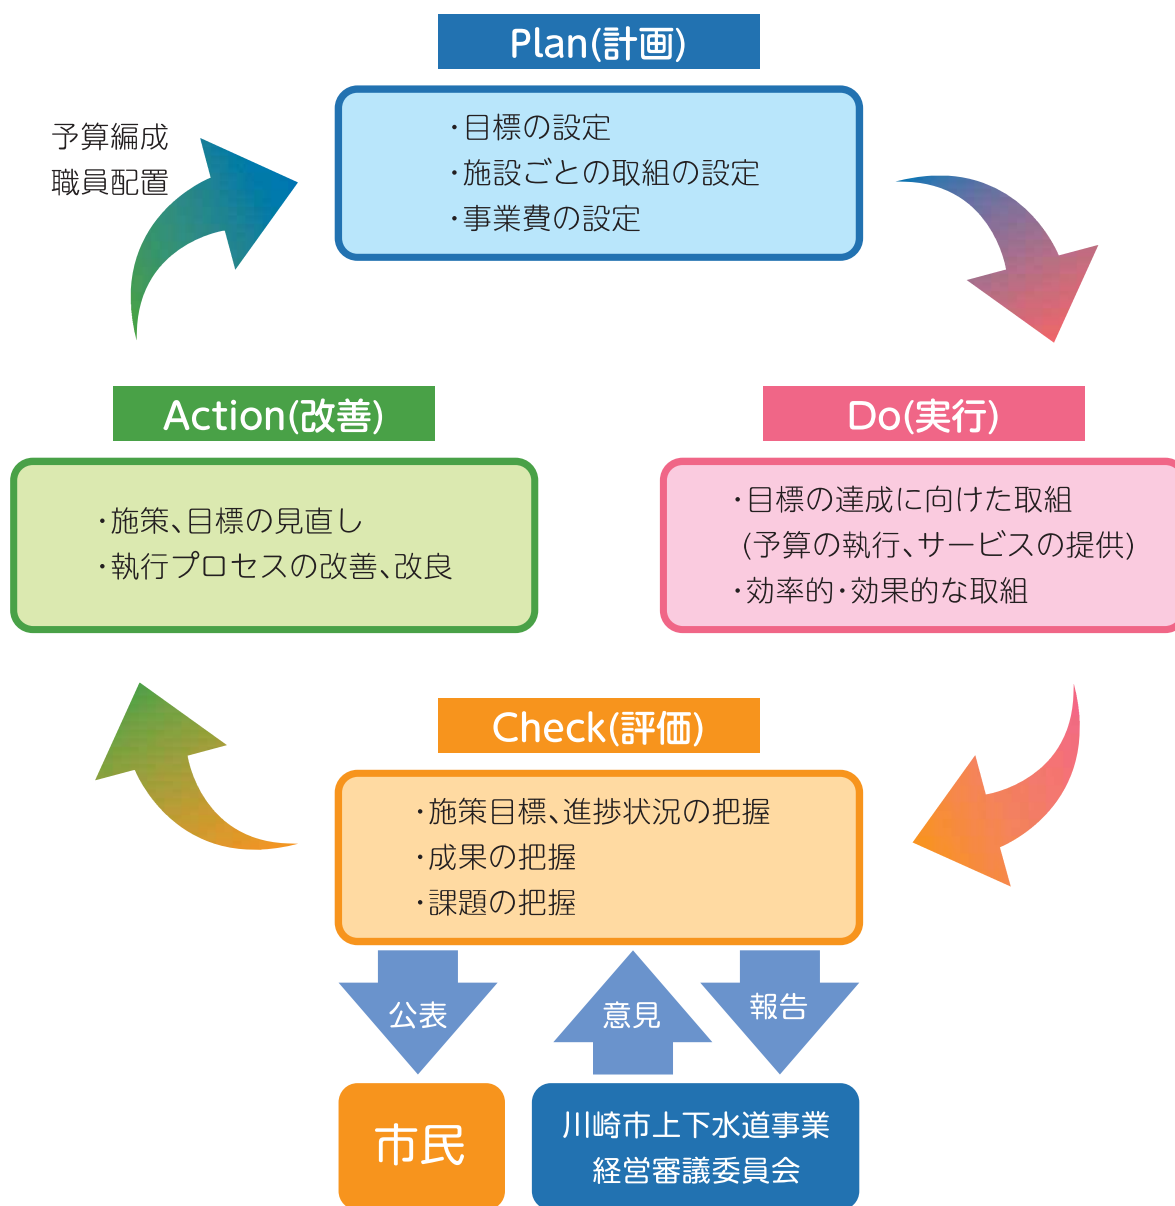 Plan(計画)
・目標の設定
・施設ごとの取組の設定
・事業費の設定
予算編成
職員配置
Do(実行)
・目標の達成に向けた取組
(予算の執行、サービスの提供)
・効率的・効果的な取組
Check(評価)
・施策目標、進捗状況の把握
・成果の把握
・課題の把握
Action(改善)
・施策、目標の見直し
・執行プロセスの改善、改良
公表
意見
報告
市民
川崎市上下水道事業
経営審議委員会